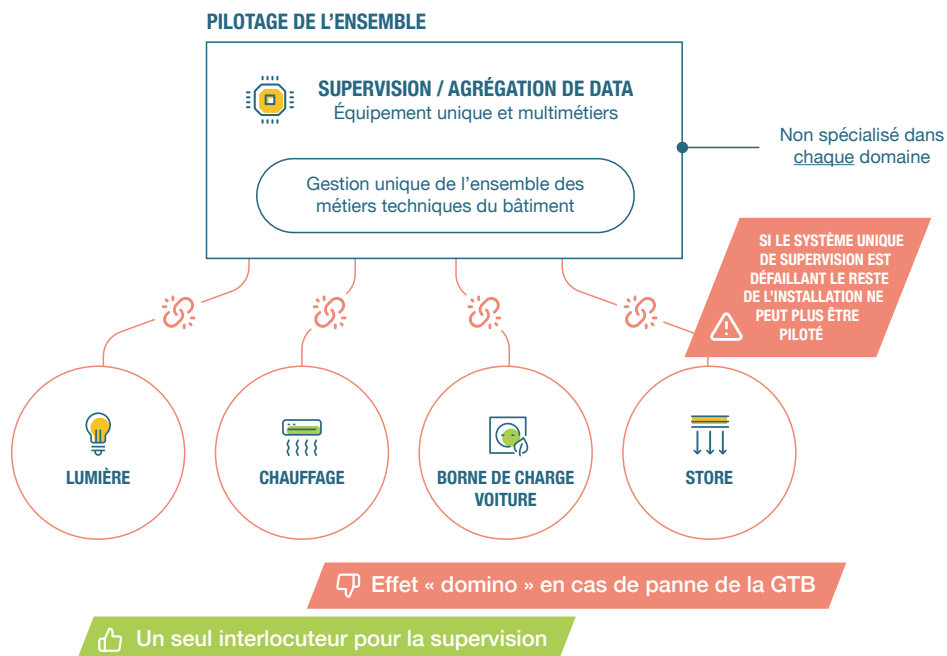 PILOTAGE DE L’ENSEMBLE
SUPERVISION / AGRÉGATION DE DATA
Équipement unique et multimétiers
Gestion unique de l’ensemble des
métiers techniques du bâtiment
Non spécialisé dans
chaque domaine
SI LE SYSTÈME UNIQUE
DE SUPERVISION EST
DÉFAILLANT LE RESTE
DE L’INSTALLATION NE
PEUT PLUS ÊTRE
PILOTÉ
LUMIÈRE
CHAUFFAGE
BORNE DE CHARGE
VOITURE
STORE
Effet « domino » en cas de panne de la GTB
Un seul interlocuteur pour la supervision